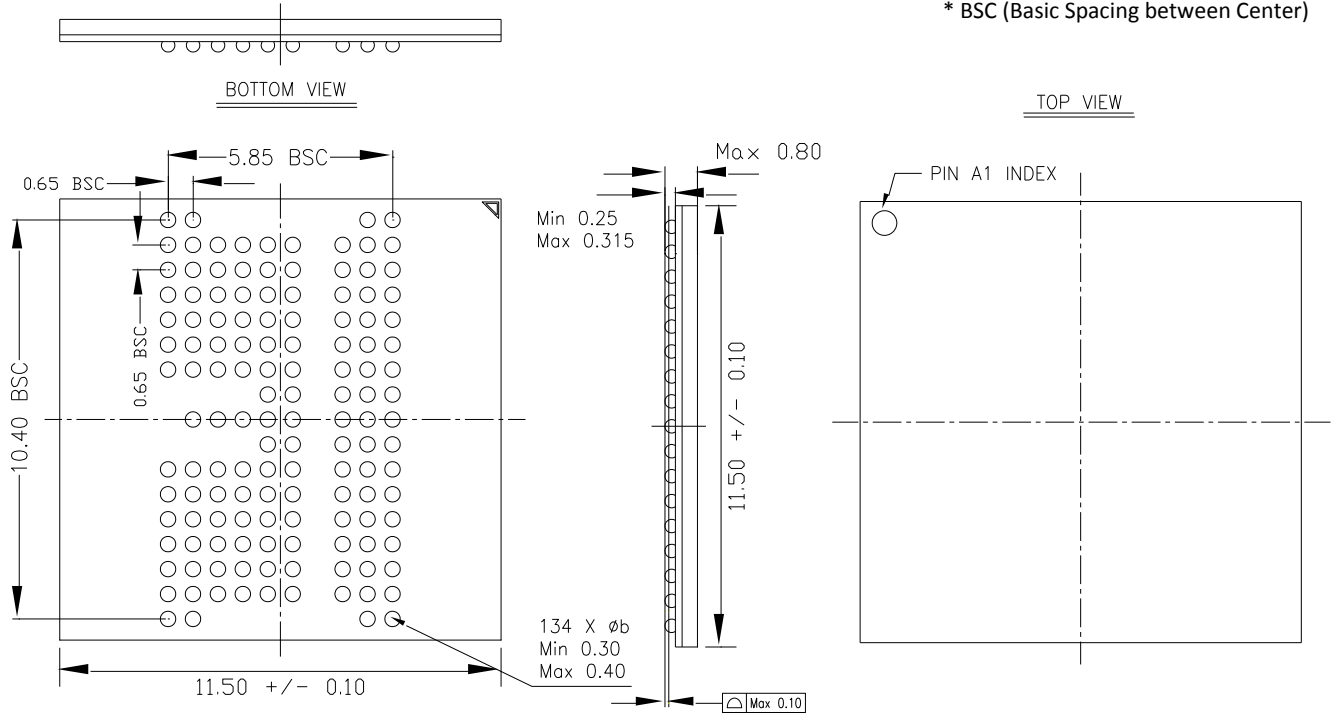 * BSC (Basic Spacing between Center)
BOTTOM VIEW
TOP VIEW
5.85 BSC
Max 0.80
0.65 BSC
PIN A1 INDEX
Min 0.25
Max 0.315
0.65 BSC
10.40 BSC
11.50 +/- 0.10
134 X øb
Min 0.30
Max 0.40
11.50 +/- 0.10
Max 0.10